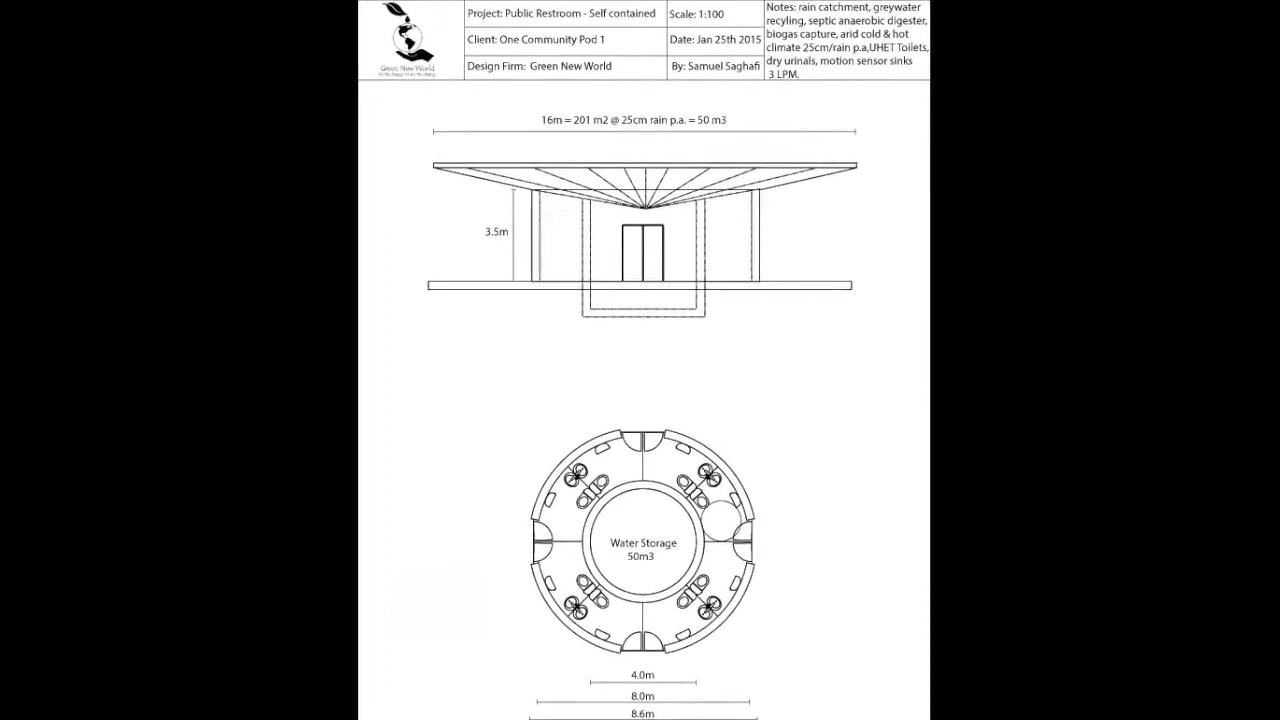 Green New World
Project: Public Restroom - Self contained
Client: One Community Pod 1
Design Firm: Green New World
Scale: 1:100
Date: Jan 25th 2015
By: Samuel Saghafi
Notes: rain catchment, greywater
recyling, septic anaerobic digester,
biogas capture, arid cold & hot
climate 25cm/rain p.a,UHET Toilets,
dry urinals, motion sensor sinks
3 LPM.
16m = 201 m2 @ 25cm rain p.a. = 50 m3
3.5m
Water Storage
50m3
4.0m
8.0m
8.6m